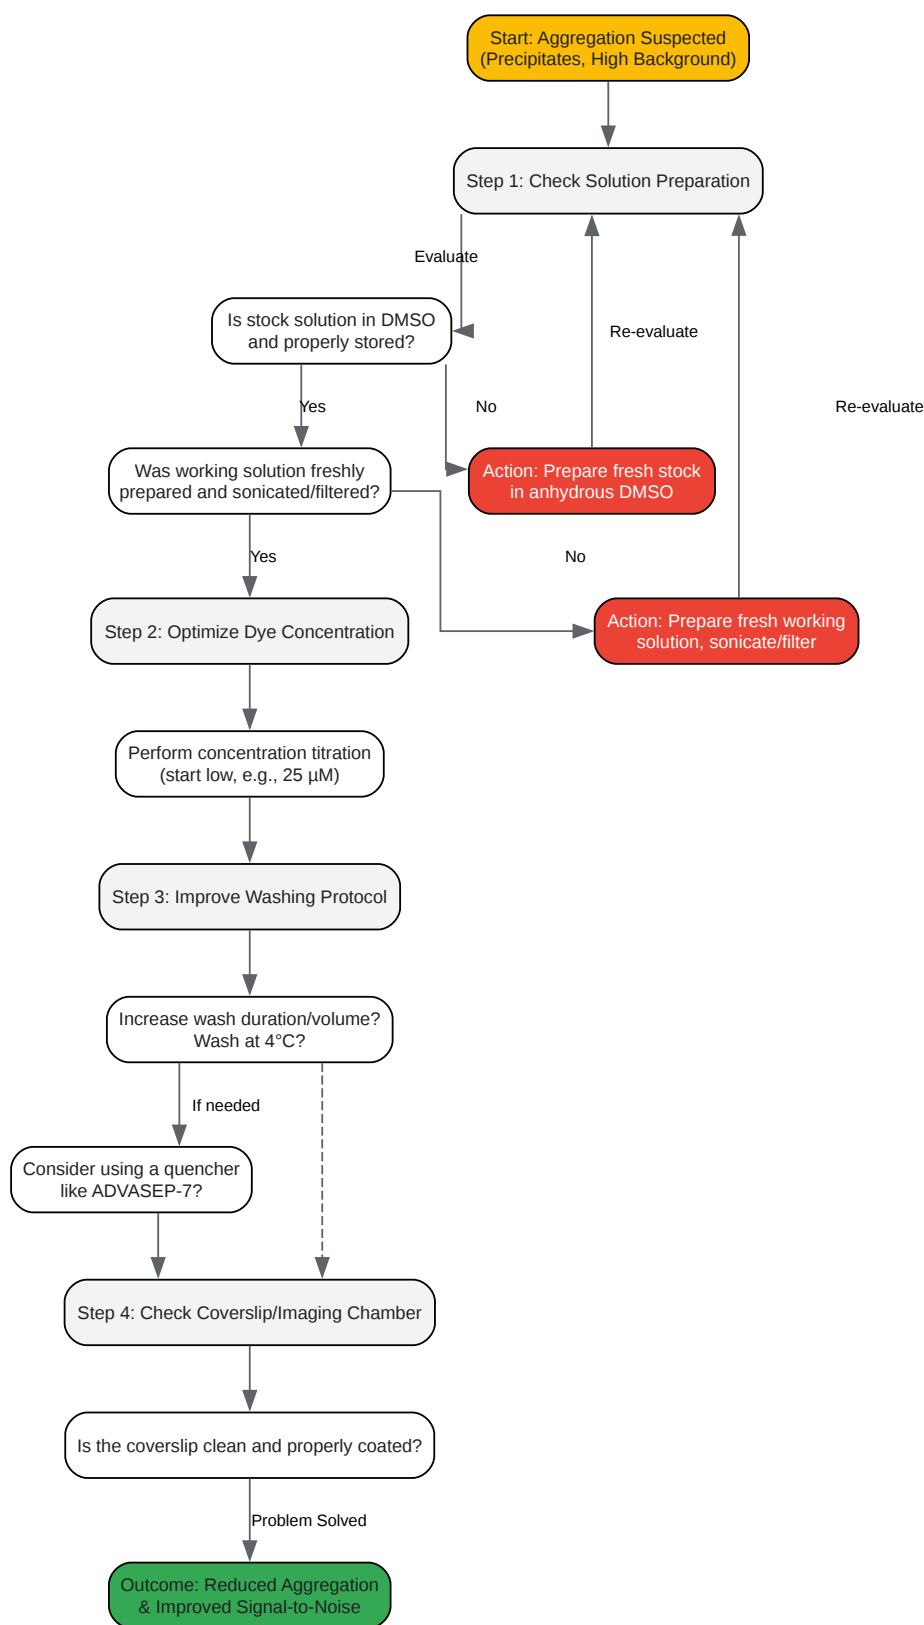 Start: Aggregation Suspected
(Precipitates, High Background)
Step 1: Check Solution Preparation
Evaluate
Is stock solution in DMSO
and properly stored?
Re-evaluate
Yes
No
Re-evaluate
Was working solution freshly
prepared and sonicated/filtered?
Action: Prepare fresh stock
in anhydrous DMSO
Yes
No
Step 2: Optimize Dye Concentration
Action: Prepare fresh working
solution, sonicate/filter
Perform concentration titration
(start low, e.g., 25 µM)
Step 3: Improve Washing Protocol
Increase wash duration/volume?
Wash at 4°C?
If needed
Consider using a quencher
like ADVASEP-7?
Step 4: Check Coverslip/Imaging Chamber
Is the coverslip clean and properly coated?
Problem Solved
Outcome: Reduced Aggregation
& Improved Signal-to-Noise